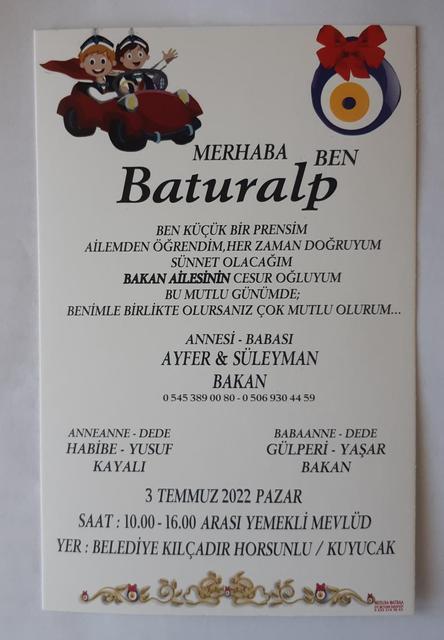 MERHABA BEN
Baturalp
BEN KÜÇÜK BİR PRENSİM
AİLEMDEN ÖĞRENDİM,HER ZAMAN DOĞRUYUM
SÜNNET OLACAĞIM
BAKAN AİLESİNİN CESUR OĞLUYUM
BU MUTLU GÜNÜMDE;
BENİMLE BİRLİKTE OLURSANIZ ÇOK MUTLU OLURUM...
ANNESİ - BABASI
AYFER & SÜLEYMAN
BAKAN
0 545 389 00 80 - 0 506 930 44 59
ANNEANNE - DEDE
HABİBE - YUSUF
KAYALI
BABAANNE - DEDE
GÜLPERİ - YAŞAR
BAKAN
3 TEMMUZ 2022 PAZAR
SAAT : 10.00 -16.00 ARASI YEMEKLİ MEVLÜD
YER : BELEDİYE KILÇADIR HORSUNLU / KUYUCAK